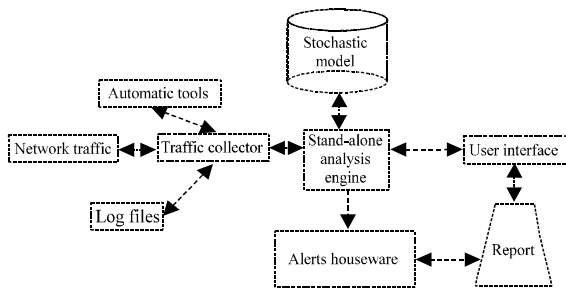 Stochastic
model
Automatic tools
Network traffic
Traffic collector
Stand-alone
analysis
engine
User interface
Log files
Alerts houseware
Report